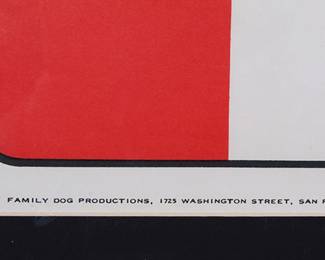 FAMILY DOG PRODUCTIONS, 1725 WASHINGTON STREET, SAN